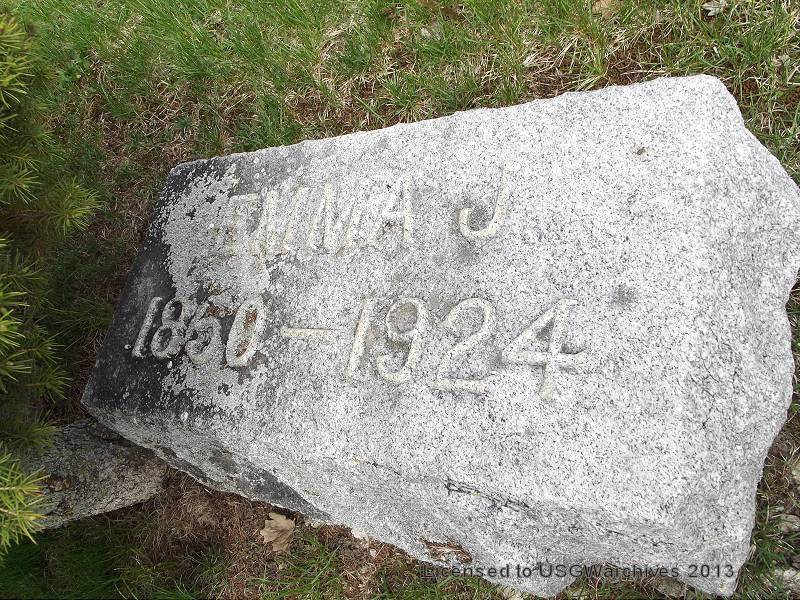 EMMA J.
1850-1924
Licensed to USGWarchives 2013